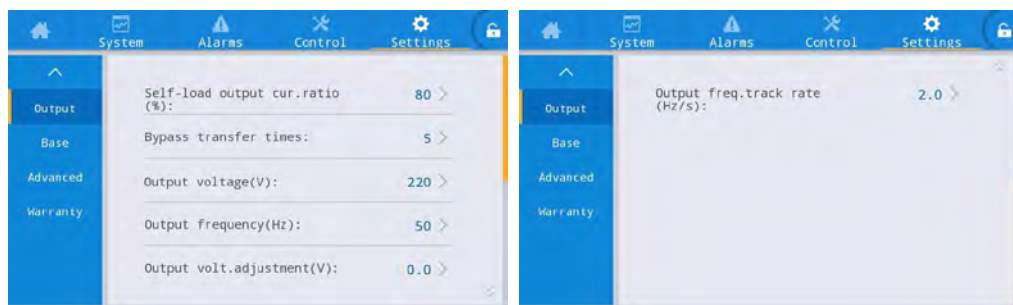 System Alarms Control Settings
Output
Base
Advanced
Warranty
Self-load output cur.ratio
(%): 80
Bypass transfer times: 5
Output voltage(V): 220
Output frequency(Hz): 50
Output volt.adjustment(V): 0.0
System Alarms Control Settings
Output
Base
Advanced
Warranty
Output freq.track rate
(Hz/s): 2.0